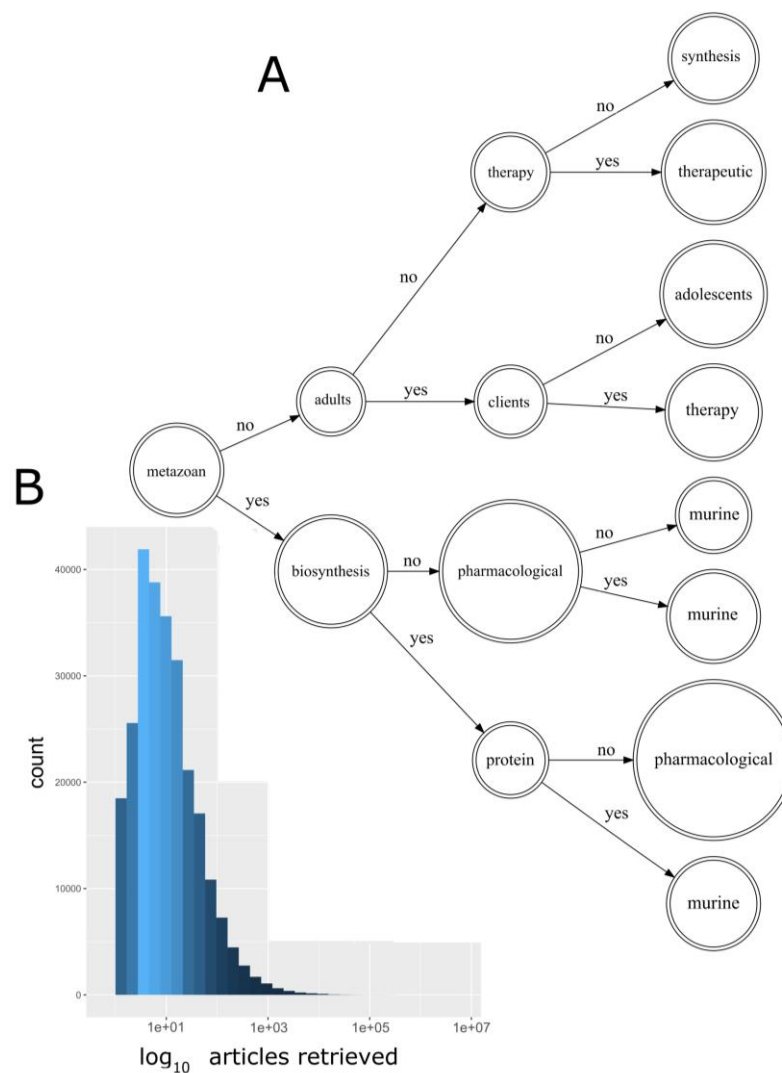 A
synthesis
no
therapy
yes
therapeutic
no
adolescents
no
adults
yes
clients
yes
therapy
no
metazoan
B
yes
murine
no
biosynthesis
no
pharmacological
yes
murine
yes
protein
no
pharmacological
yes
murine
40000
30000
20000
10000
0
count
1e+01 1e+03 1e+05 1e+07
log10 articles retrieved